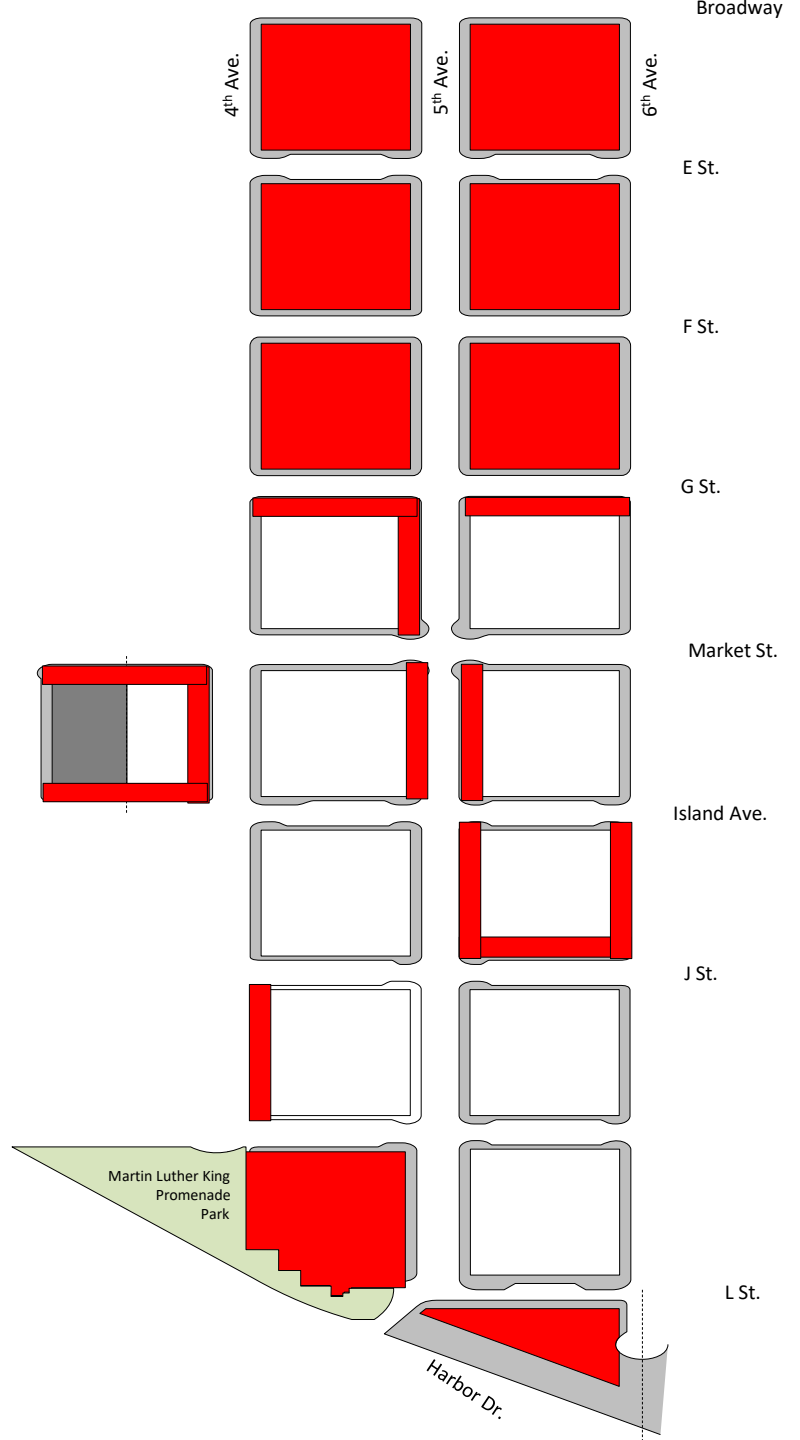 Broadway
4th Ave.
5th Ave.
6th Ave.
E St.
F St.
G St.
Market St.
Island Ave.
J St.
Martin Luther King
Promenade
Park
L St.
Harbor Dr.